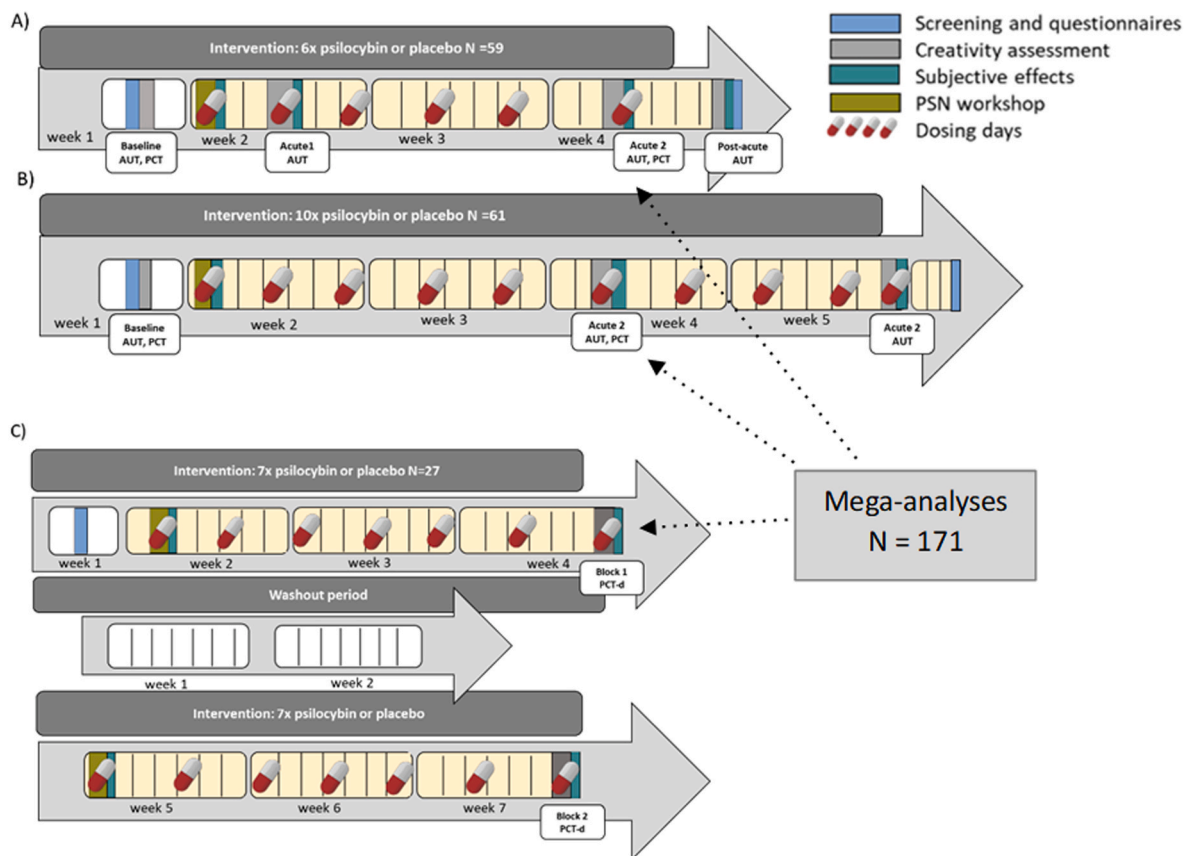 A)
Intervention: 6x psilocybin or placebo N =59
week 1
week 2
week 3
week 4
Baseline
AUT, PCT
Acute1
AUT
Acute 2
AUT, PCT
Post-acute
AUT
Screening and questionnaires
Creativity assessment
Subjective effects
PSN workshop
Dosing days
B)
Intervention: 10x psilocybin or placebo N =61
week 1
week 2
week 3
week 4
week 5
Baseline
AUT, PCT
Acute 2
AUT, PCT
Acute 2
AUT
C)
Intervention: 7x psilocybin or placebo N=27
week 1
week 2
week 3
week 4
Block 1
PCT-d
Mega-analyses
N = 171
Washout period
week 1
week 2
Intervention: 7x psilocybin or placebo
week 5
week 6
week 7
Block 2
PCT-d